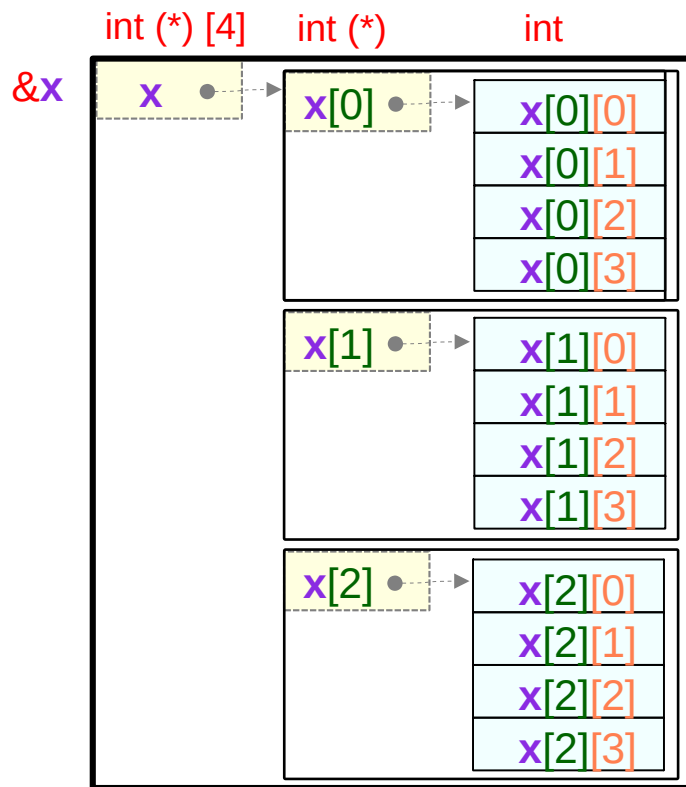 int (*) [4] int (*) int
&x x x[0] x[0][0]
x[0][1]
x[0][2]
x[0][3]
x[1] x[1][0]
x[1][1]
x[1][2]
x[1][3]
x[2] x[2][0]
x[2][1]
x[2][2]
x[2][3]